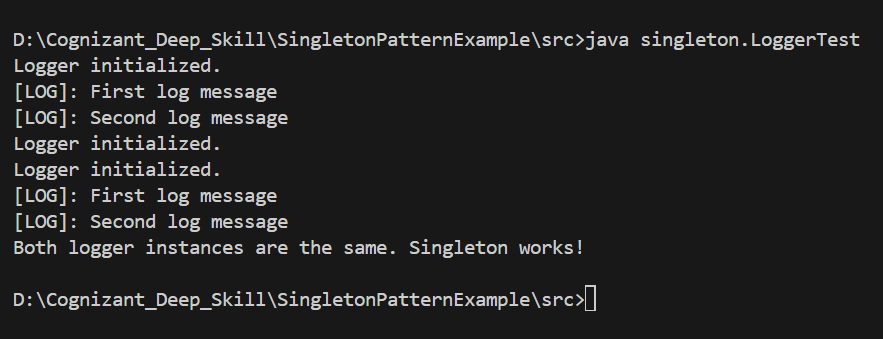 D:\Cognizant_Deep_Skill\SingletonPatternExample\src>java singleton.LoggerTest
Logger initialized.
[LOG]: First log message
[LOG]: Second log message
Logger initialized.
Logger initialized.
[LOG]: First log message
[LOG]: Second log message
Both logger instances are the same. Singleton works!
D:\Cognizant_Deep_Skill\SingletonPatternExample\src>